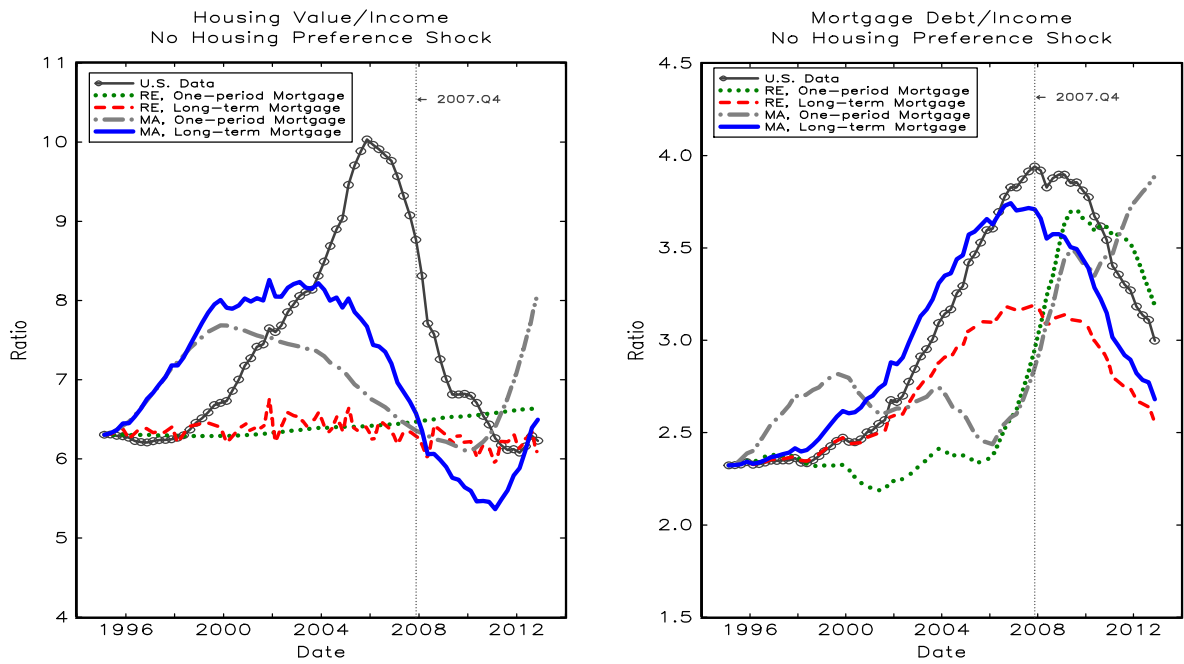 Housing Value/Income
No Housing Preference Shock
11
10
9
8
7
6
5
4
Ratio
U.S. Data
RE, One-period Mortgage
RE, Long-term Mortgage
MA, One-period Mortgage
MA, Long-term Mortgage
← 2007.Q4
1996 2000 2004 2008 2012
Date
Mortgage Debt/Income
No Housing Preference Shock
4.5
4.0
3.5
3.0
2.5
2.0
1.5
Ratio
U.S. Data
RE, One-period Mortgage
RE, Long-term Mortgage
MA, One-period Mortgage
MA, Long-term Mortgage
← 2007.Q4
1996 2000 2004 2008 2012
Date